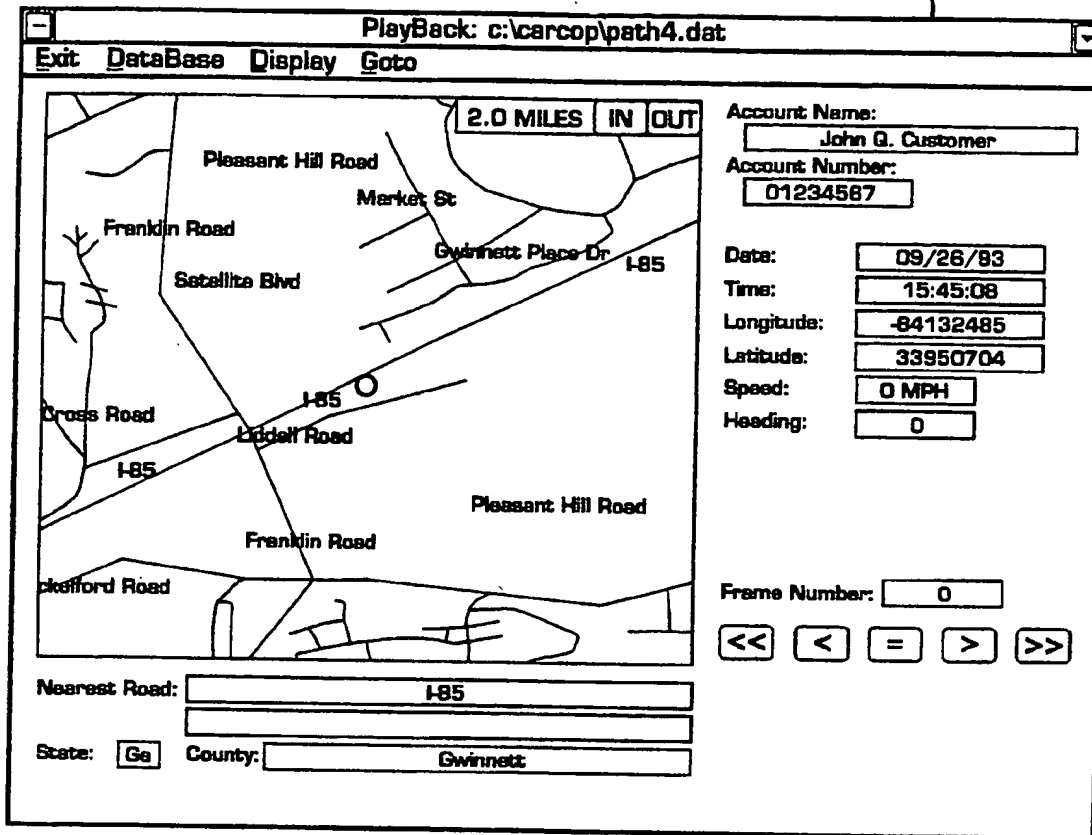 PlayBack: c:\carcop\path4.dat
Exit DataBase Display Goto
2.0 MILES IN OUT
Pleasant Hill Road
Market St
Franklin Road
Gwinnett Place Dr
I-85
Satellite Blvd
I-85
Cross Road
Liddell Road
I-85
Pleasant Hill Road
Franklin Road
ckelford Road
Account Name:
John Q. Customer
Account Number:
01234567
Date: 09/26/93
Time: 15:45:08
Longitude: -84132485
Latitude: 33950704
Speed: 0 MPH
Heading: 0
Frame Number: 0
<< < = > >>
Nearest Road: I-85
State: Ga County: Gwinnett